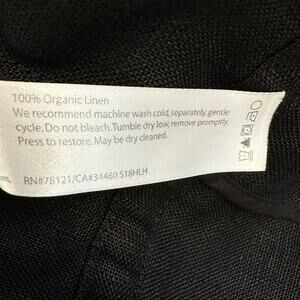 100% Organic Linen
We recommend machine wash cold, separately, gentle
cycle. Do not bleach. Tumble dry low, remove promptly.
Press to restore. May be dry cleaned.
RN#78121/CA#34460 S18HLH